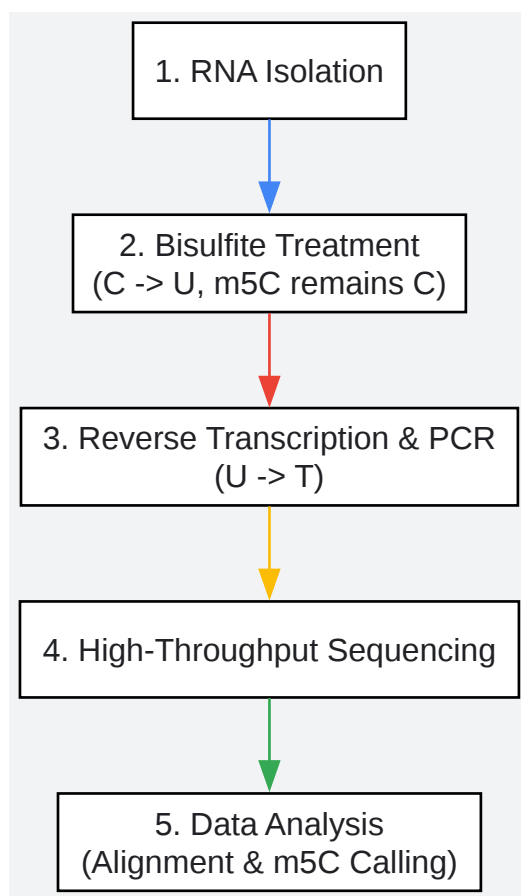 1. RNA Isolation
2. Bisulfite Treatment
(C -> U, m5C remains C)
3. Reverse Transcription & PCR
(U -> T)
4. High-Throughput Sequencing
5. Data Analysis
(Alignment & m5C Calling)